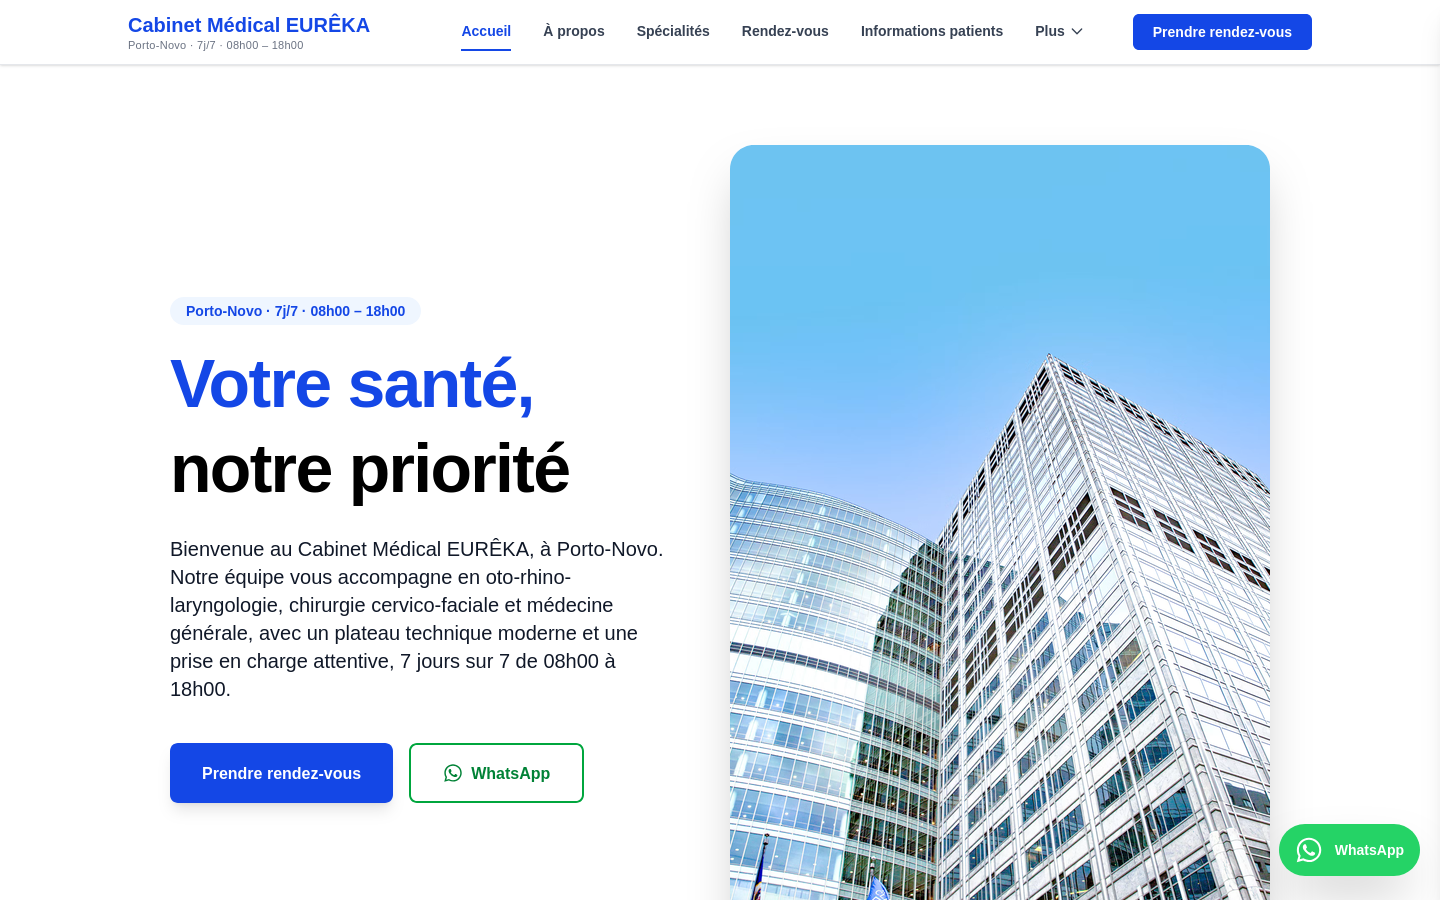 Cabinet Médical EURÊKA
Porto-Novo · 7j/7 · 08h00 – 18h00
Accueil
À propos
Spécialités
Rendez-vous
Informations patients
Plus
Prendre rendez-vous
Porto-Novo · 7j/7 · 08h00 – 18h00
Votre santé,
notre priorité
Bienvenue au Cabinet Médical EURÊKA, à Porto-Novo.
Notre équipe vous accompagne en oto-rhino-
laryngologie, chirurgie cervico-faciale et médecine
générale, avec un plateau technique moderne et une
prise en charge attentive, 7 jours sur 7 de 08h00 à
18h00.
Prendre rendez-vous
WhatsApp
WhatsApp